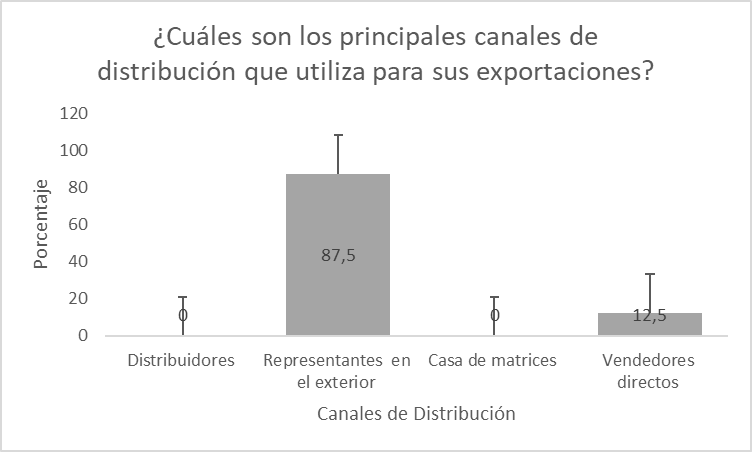 ¿Cuáles son los principales canales de
distribución que utiliza para sus exportaciones?
120
100
80
60
40
20
0
Porcentaje
0
87,5
0
12,5
Distribuidores
Representantes en
el exterior
Casa de matrices
Vendedores
directos
Canales de Distribución